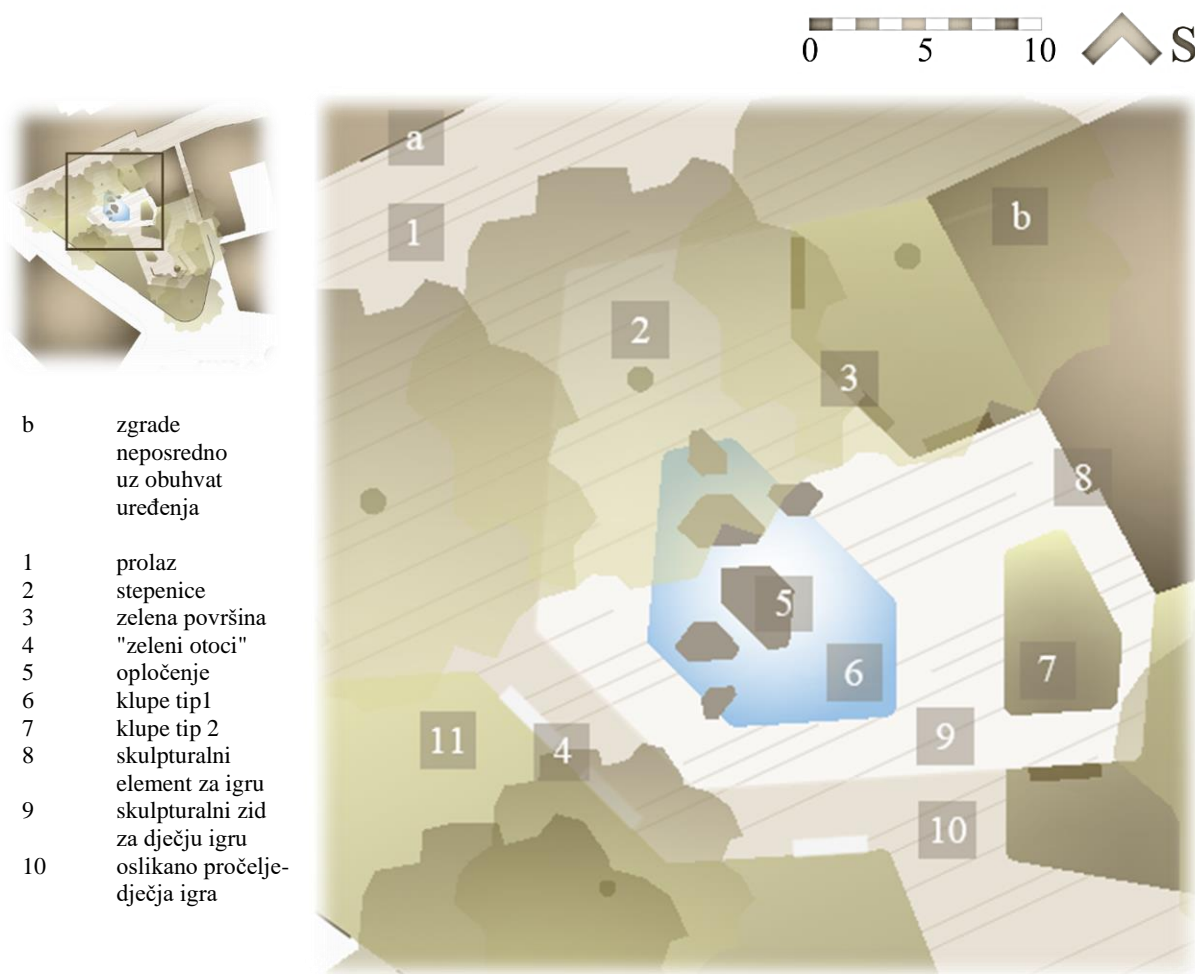 0 5 10 S
a
1
b
2
3
8
5
6
7
11
4
9
10
b zgrade
neposredno
uz obuhvat
uređenja
1 prolaz
2 stepenice
3 zelena površina
4 "zeleni otoci"
5 opločenje
6 klupe tip1
7 klupe tip 2
8 skulpturalni
element za igru
9 skulpturalni zid
za dječju igru
10 oslikano pročelje-
dječja igra